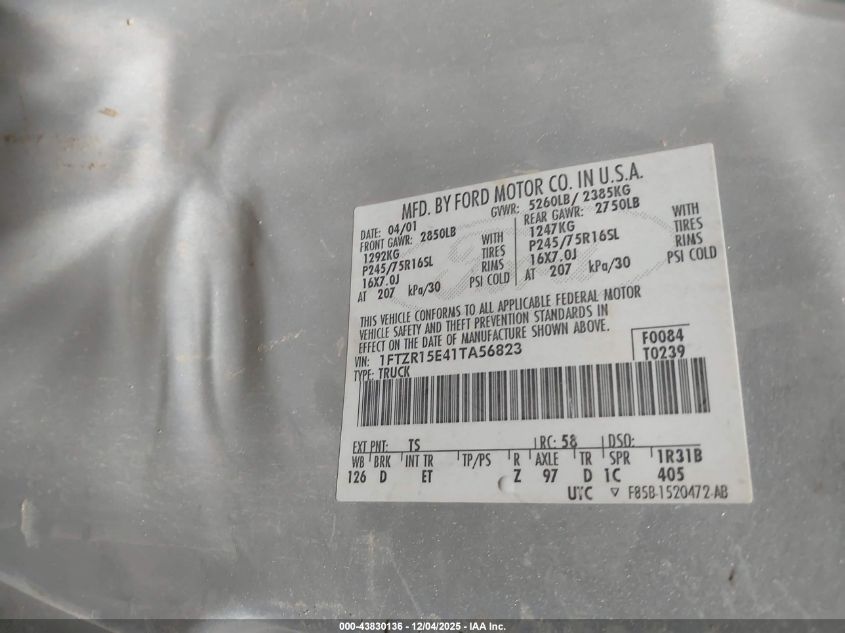 MFD. BY FORD MOTOR CO. IN U.S.A.
DATE: 04/01 GVWR: 5260LB/ 2385KG
FRONT GAWR: 2850LB REAR GAWR: 2750LB
1292KG WITH 1247KG WITH
P245/75R16SL TIRES P245/75R16SL TIRES
16X7.0J RIMS 16X7.0J RIMS
AT 207 kPa/30 PSI COLD AT 207 kPa/30 PSI COLD
THIS VEHICLE CONFORMS TO ALL APPLICABLE FEDERAL MOTOR
VEHICLE SAFETY AND THEFT PREVENTION STANDARDS IN
EFFECT ON THE DATE OF MANUFACTURE SHOWN ABOVE.
VIN: 1FTZR15E41TA56823 F0084
TYPE: TRUCK T0239
EXT PNT: TS RC: 58 DSO:
WB BRK INT TR TP/PS R AXLE TR SPR 1R31B
126 D ET Z 97 D 1C 405
UTC ▽ F85B-1520472-AB
000-43830136 - 12/04/2025 - IAA Inc.